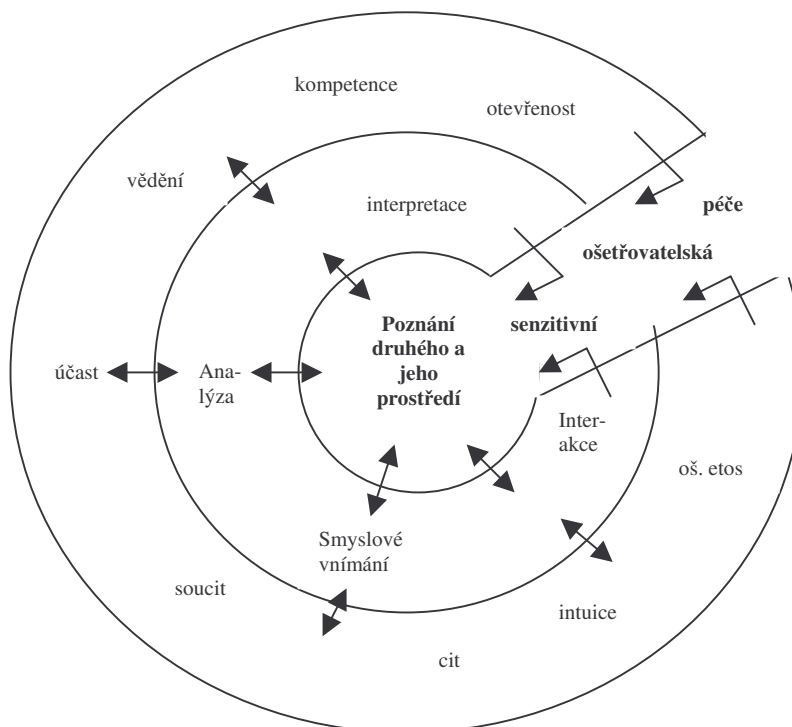 kompetence
otevřenost
vědění
interpretace
péče
ošetřovatelská
senzitivní
Poznání
druhého a
jeho
prostředí
účast
Ana-
lýza
Inter-
akce
oš. etos
Smyslové
vnímání
soucit
intuice
cit